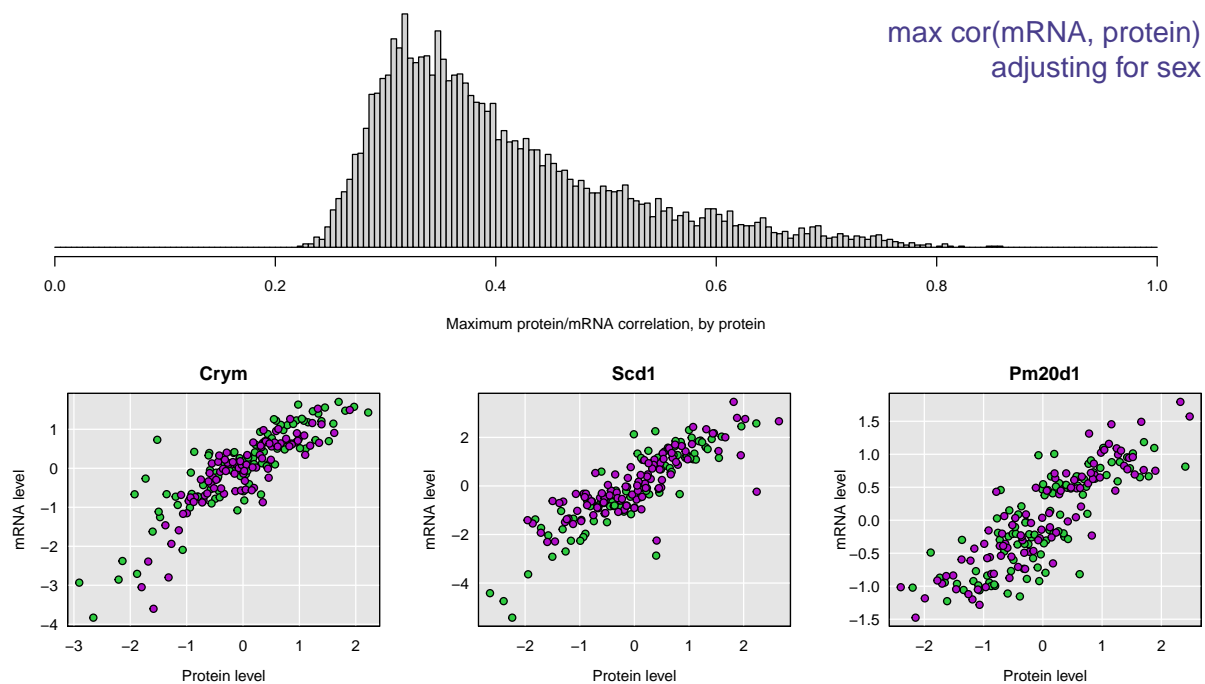 max cor(mRNA, protein)
adjusting for sex
0.0 0.2 0.4 0.6 0.8 1.0
Maximum protein/mRNA correlation, by protein
Crym
mRNA level
1
0
−1
−2
−3
−4
−3 −2 −1 0 1 2
Protein level
Scd1
mRNA level
2
0
−2
−4
−2 −1 0 1 2
Protein level
Pm20d1
mRNA level
1.5
1.0
0.5
0.0
−0.5
−1.0
−1.5
−2 −1 0 1 2
Protein level